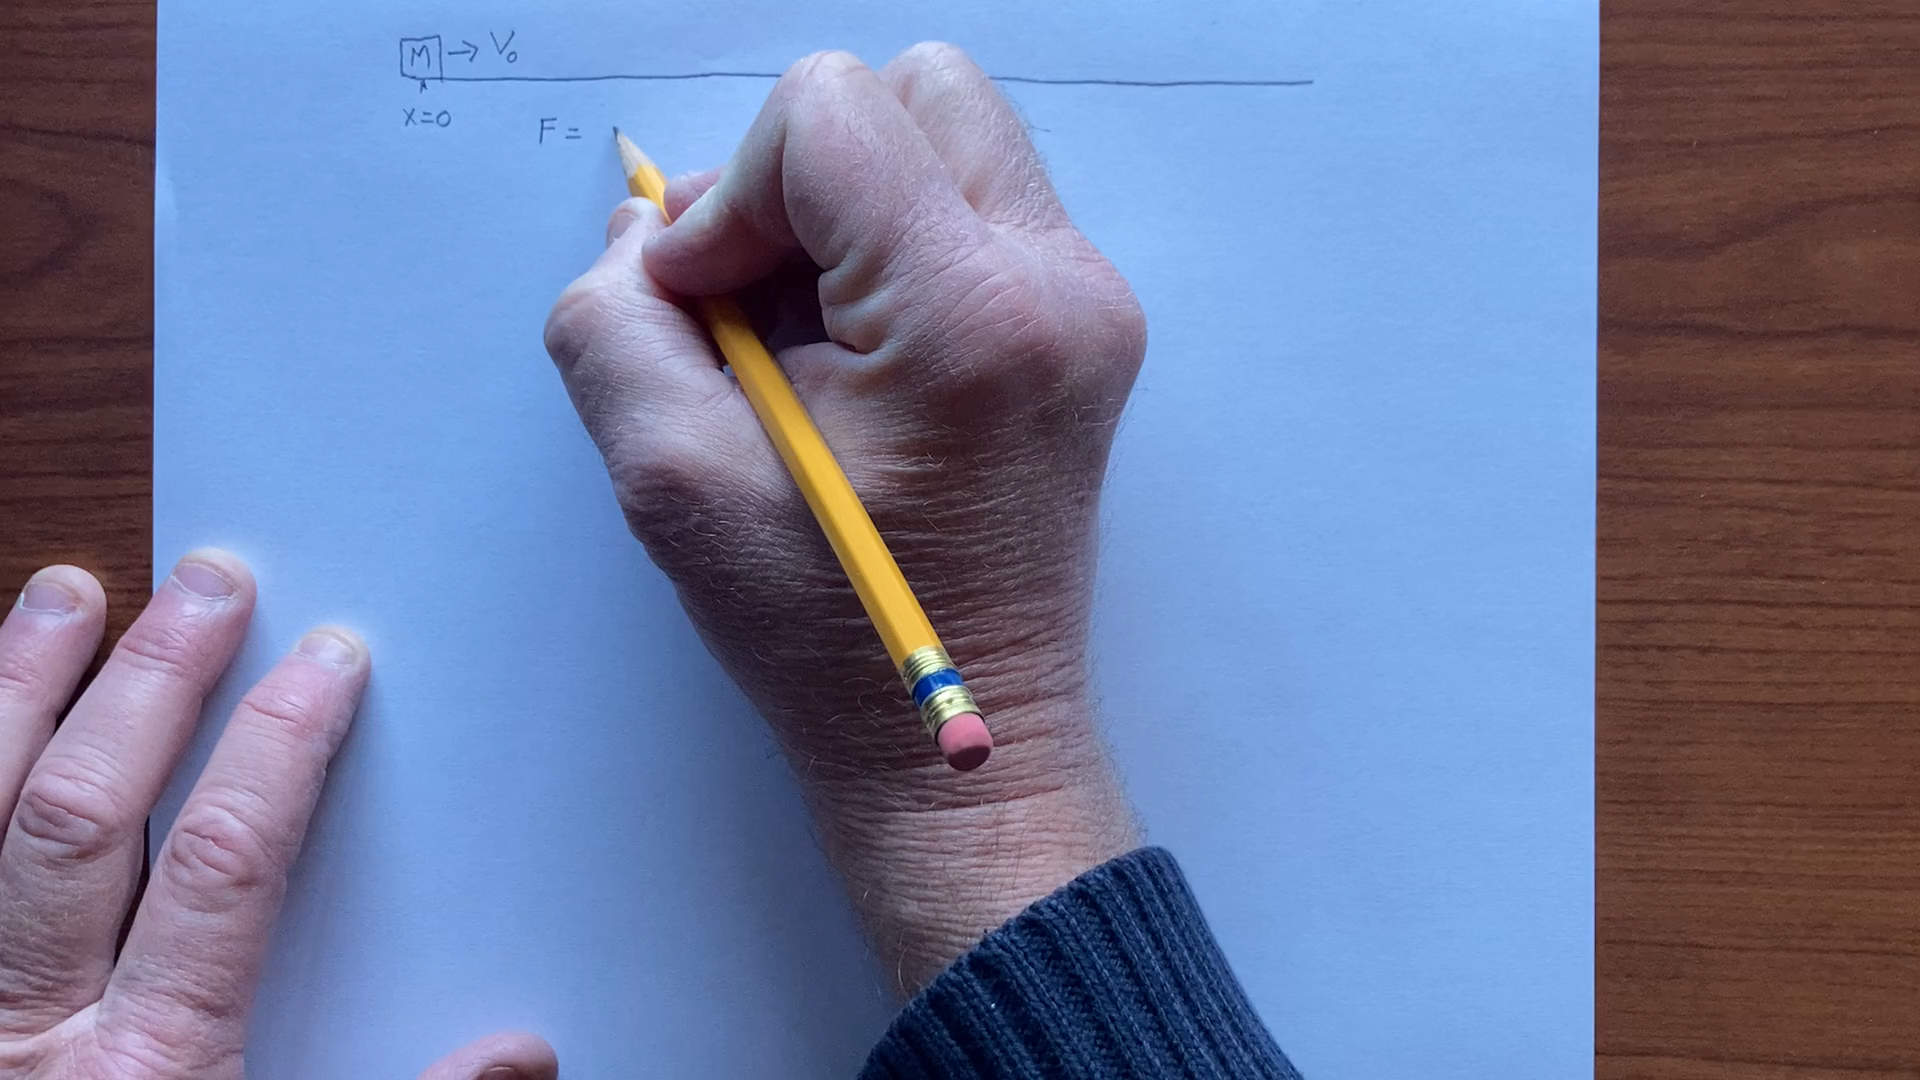 M → V₀
x=0
F =